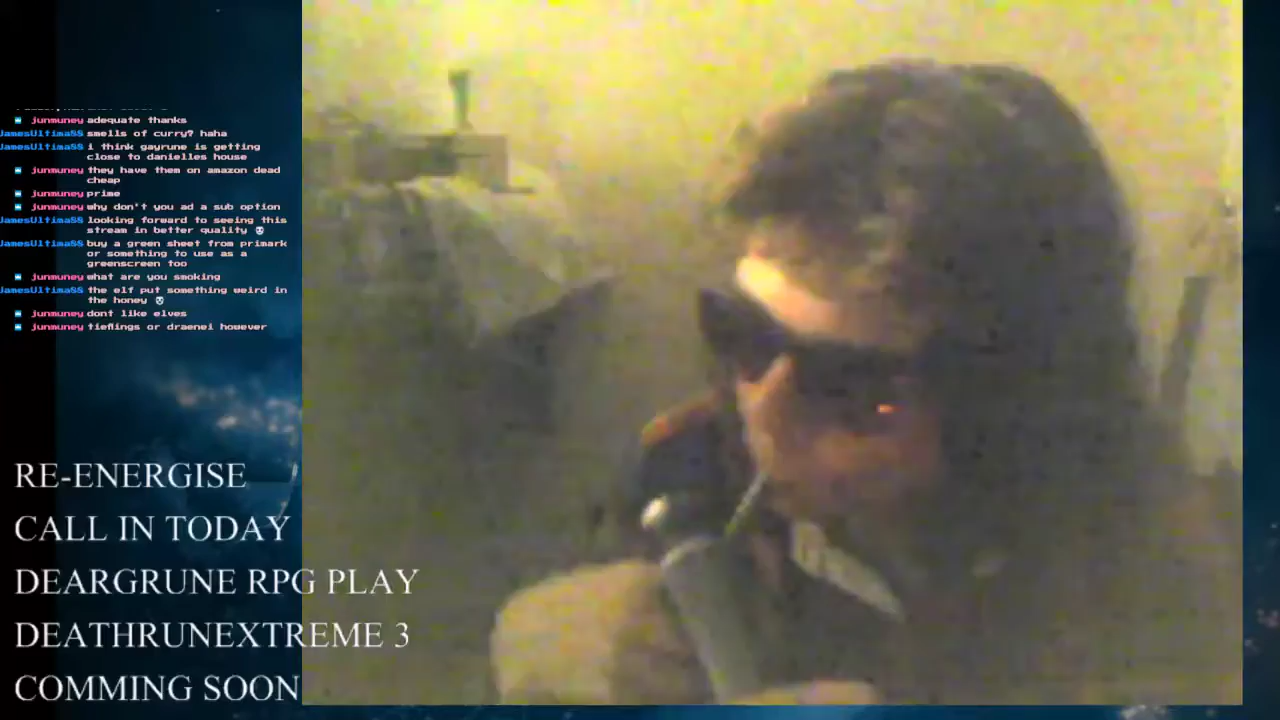 junmuney adequate thanks
JamesUltima88 smells of curry? haha
JamesUltima88 i think gayrune is getting
close to danielles house
junmuney they have them on amazon dead
cheap
junmuney prime
junmuney why don't you ad a sub option
JamesUltima88 looking forward to seeing this
stream in better quality 💀
JamesUltima88 buy a green sheet from primark
or something to use as a
greenscreen too
junmuney what are you smoking
JamesUltima88 the elf put something weird in
the honey 💀
junmuney dont like elves
junmuney tieflings or draenei however
RE-ENERGISE
CALL IN TODAY
DEARGRUNE RPG PLAY
DEATHRUNEXTREME 3
COMMING SOON